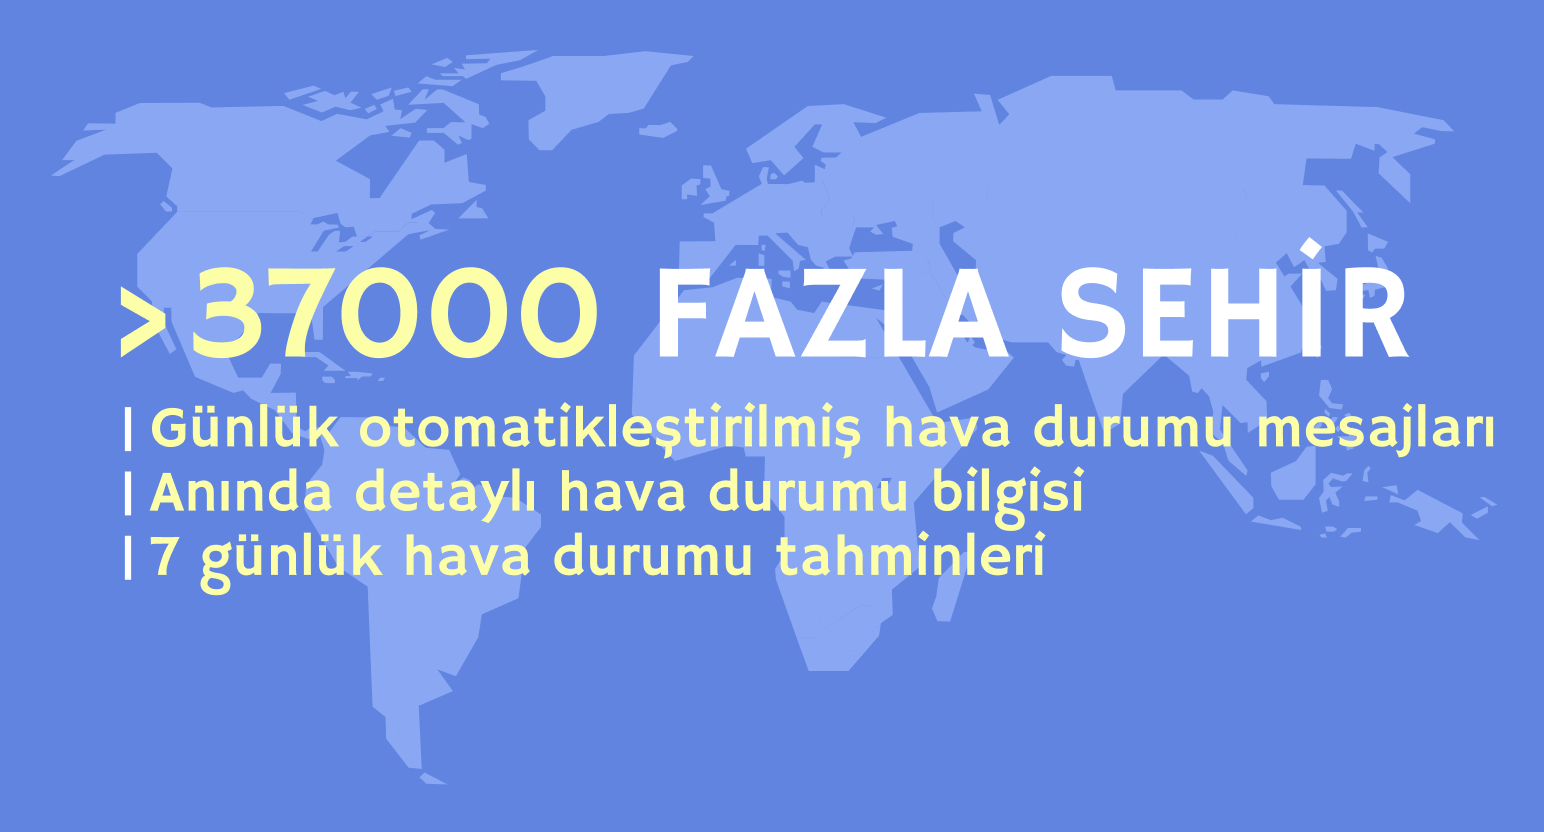 >37000 FAZLA SEHİR
| Günlük otomatikleştirilmiş hava durumu mesajları
| Anında detaylı hava durumu bilgisi
| 7 günlük hava durumu tahminleri